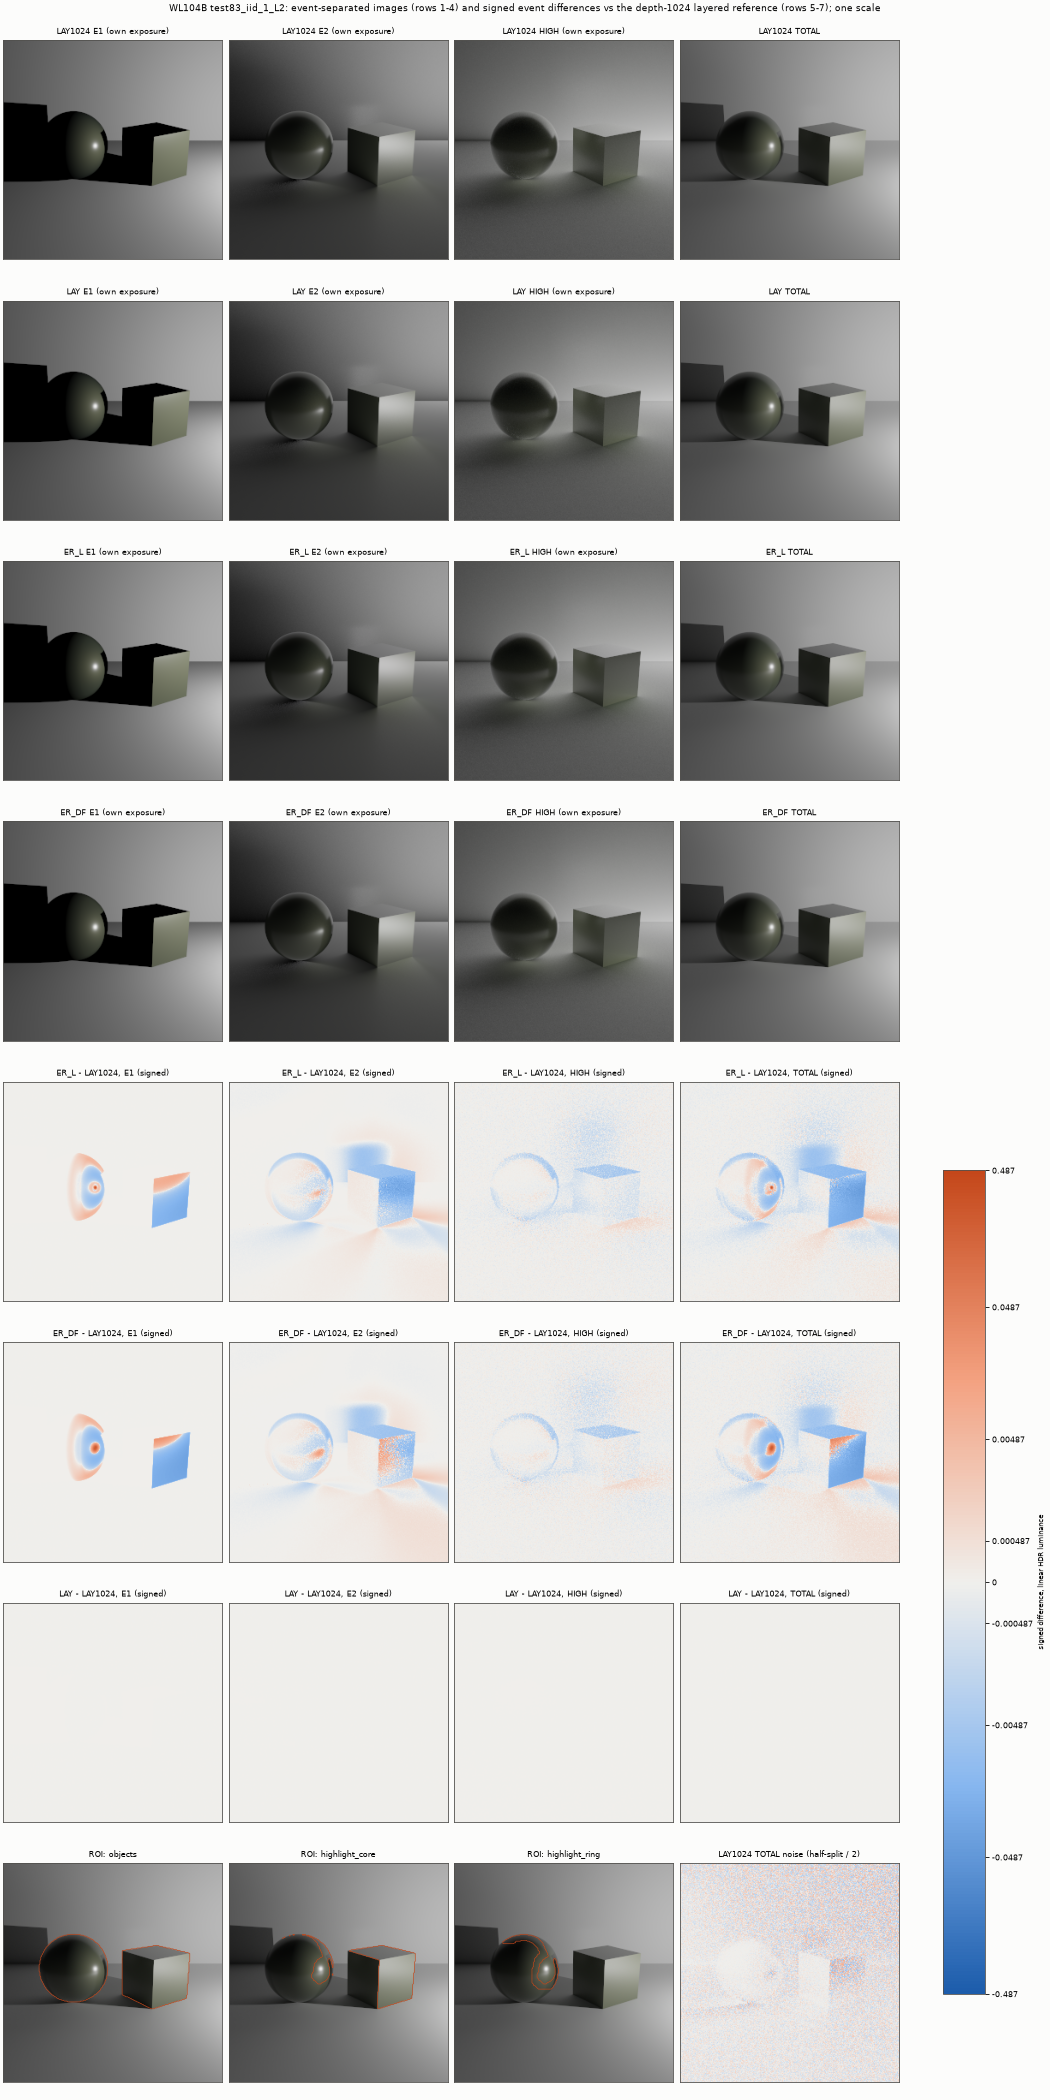 WL104B test83_iid_1_L2: event-separated images (rows 1-4) and signed event differences vs the depth-1024 layered reference (rows 5-7); one scale
LAY1024 E1 (own exposure)
LAY1024 E2 (own exposure)
LAY1024 HIGH (own exposure)
LAY1024 TOTAL
LAY E1 (own exposure)
LAY E2 (own exposure)
LAY HIGH (own exposure)
LAY TOTAL
ER_L E1 (own exposure)
ER_L E2 (own exposure)
ER_L HIGH (own exposure)
ER_L TOTAL
ER_DF E1 (own exposure)
ER_DF E2 (own exposure)
ER_DF HIGH (own exposure)
ER_DF TOTAL
ER_L - LAY1024, E1 (signed)
ER_L - LAY1024, E2 (signed)
ER_L - LAY1024, HIGH (signed)
ER_L - LAY1024, TOTAL (signed)
ER_DF - LAY1024, E1 (signed)
ER_DF - LAY1024, E2 (signed)
ER_DF - LAY1024, HIGH (signed)
ER_DF - LAY1024, TOTAL (signed)
LAY - LAY1024, E1 (signed)
LAY - LAY1024, E2 (signed)
LAY - LAY1024, HIGH (signed)
LAY - LAY1024, TOTAL (signed)
ROI: objects
ROI: highlight_core
ROI: highlight_ring
LAY1024 TOTAL noise (half-split / 2)
0.487
0.0487
0.00487
0.000487
0
-0.000487
-0.00487
-0.0487
-0.487
signed difference, linear HDR luminance